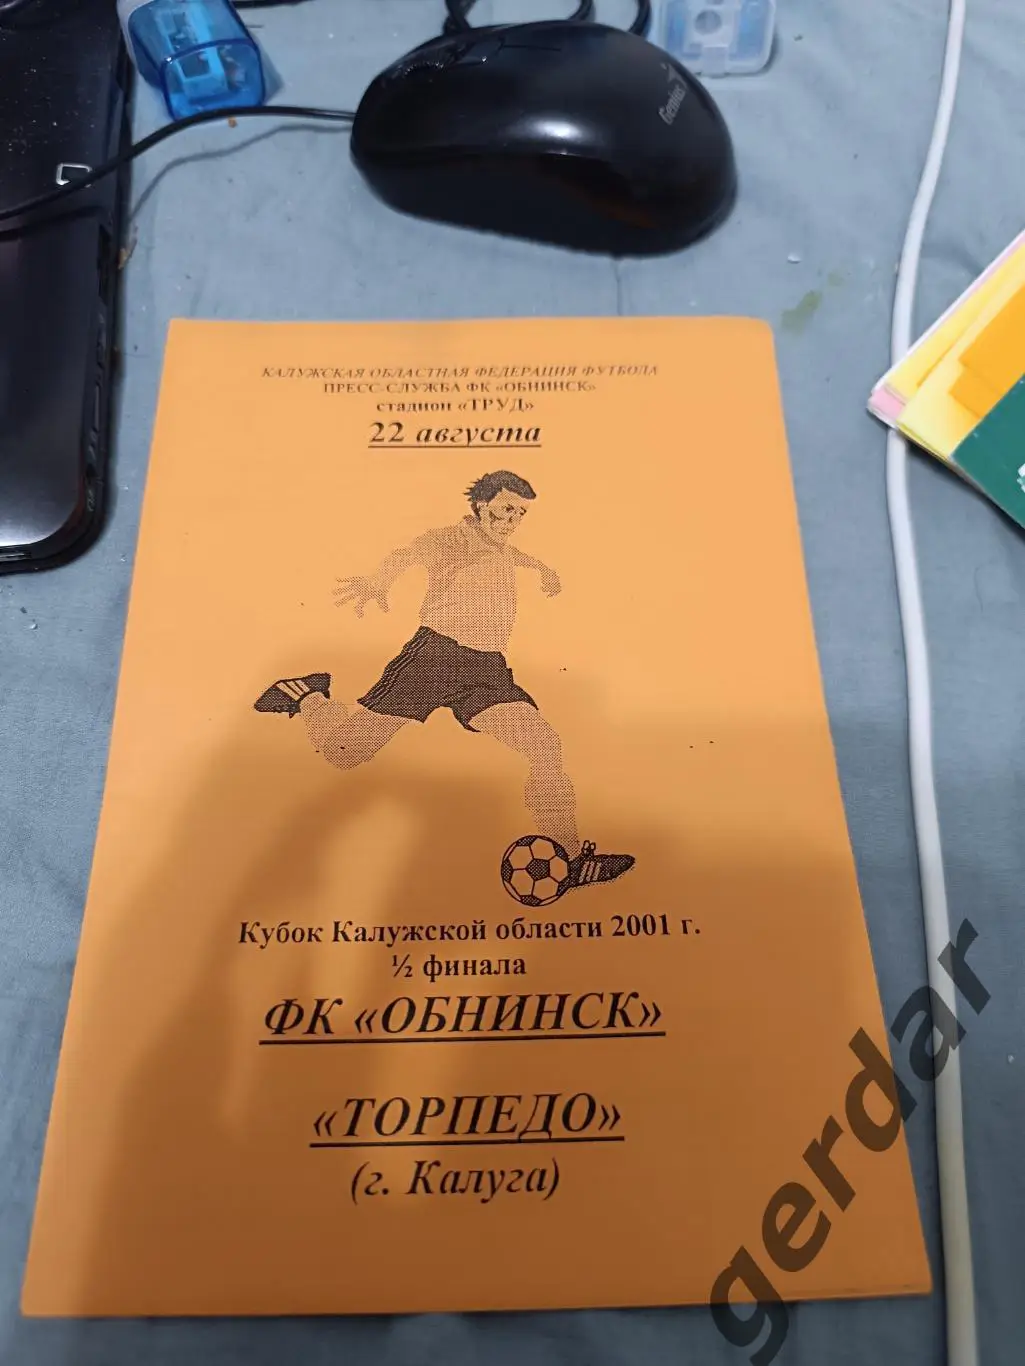 Genius
КАЛУЖСКАЯ ОБЛАСТНАЯ ФЕДЕРАЦИЯ ФУТБОЛА
ПРЕСС-СЛУЖБА ФК «ОБНИНСК»
стадион «ТРУД»
22 августа
Кубок Калужской области 2001 г.
½ финала
ФК «ОБНИНСК»
«ТОРПЕДО»
(г. Калуга)
gerdar